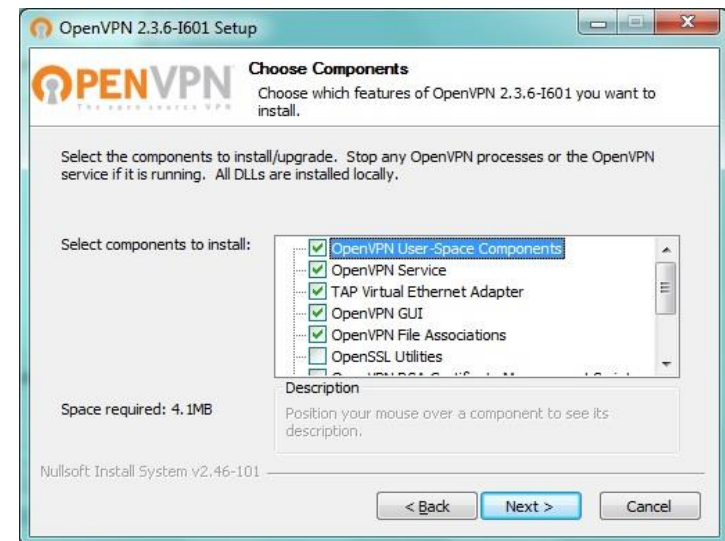 OpenVPN 2.3.6-I601 Setup
OPENVPN
The open source VPN
Choose Components
Choose which features of OpenVPN 2.3.6-I601 you want to
install.
Select the components to install/upgrade. Stop any OpenVPN processes or the OpenVPN
service if it is running. All DLLs are installed locally.
Select components to install:
OpenVPN User-Space Components
OpenVPN Service
TAP Virtual Ethernet Adapter
OpenVPN GUI
OpenVPN File Associations
OpenSSL Utilities
Space required: 4.1MB
Description
Position your mouse over a component to see its
description.
Nullsoft Install System v2.46-101
< Back
Next >
Cancel